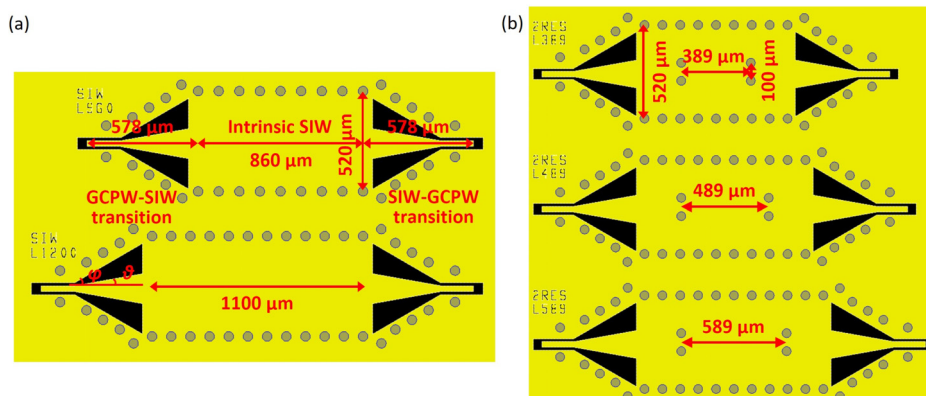 (a)
SIW
L560
578 µm
Intrinsic SIW
578 µm
860 µm
520 µm
GCPW-SIW
transition
SIW-GCPW
transition
SIW
L1200
φ
ϑ
1100 µm
(b)
2RES
L389
389 µm
520 µm
100 µm
2RES
L489
489 µm
2RES
L589
589 µm